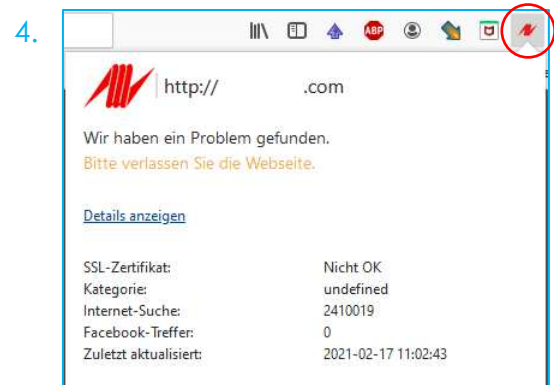 4.
ABP
http:// .com
Wir haben ein Problem gefunden.
Bitte verlassen Sie die Webseite.
Details anzeigen
SSL-Zertifikat: Nicht OK
Kategorie: undefined
Internet-Suche: 2410019
Facebook-Treffer: 0
Zuletzt aktualisiert: 2021-02-17 11:02:43